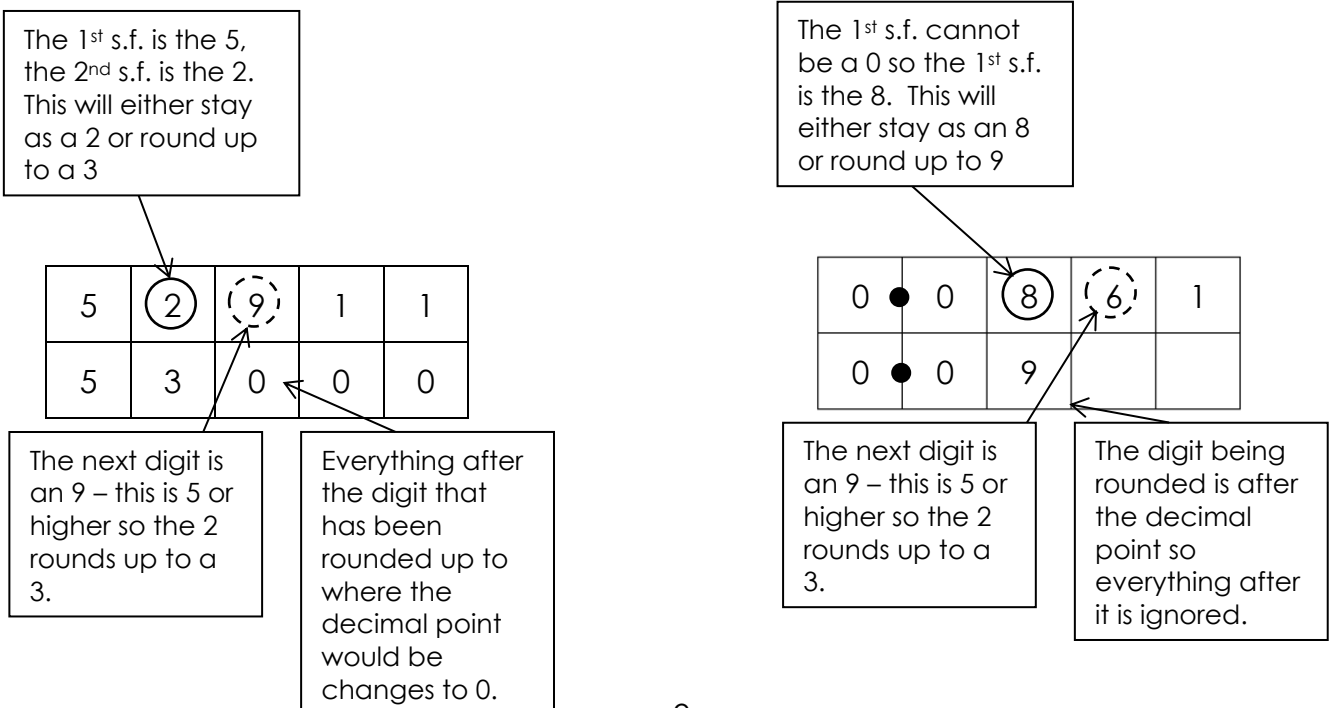 The 1st s.f. is the 5,
the 2nd s.f. is the 2.
This will either stay
as a 2 or round up
to a 3
5 2 9 1 1
5 3 0 0 0
The next digit is
an 9 – this is 5 or
higher so the 2
rounds up to a
3.
Everything after
the digit that
has been
rounded up to
where the
decimal point
would be
changes to 0.
The 1st s.f. cannot
be a 0 so the 1st s.f.
is the 8. This will
either stay as an 8
or round up to 9
0 • 0 8 6 1
0 • 0 9
The next digit is
an 9 – this is 5 or
higher so the 2
rounds up to a
3.
The digit being
rounded is after
the decimal
point so
everything after
it is ignored.